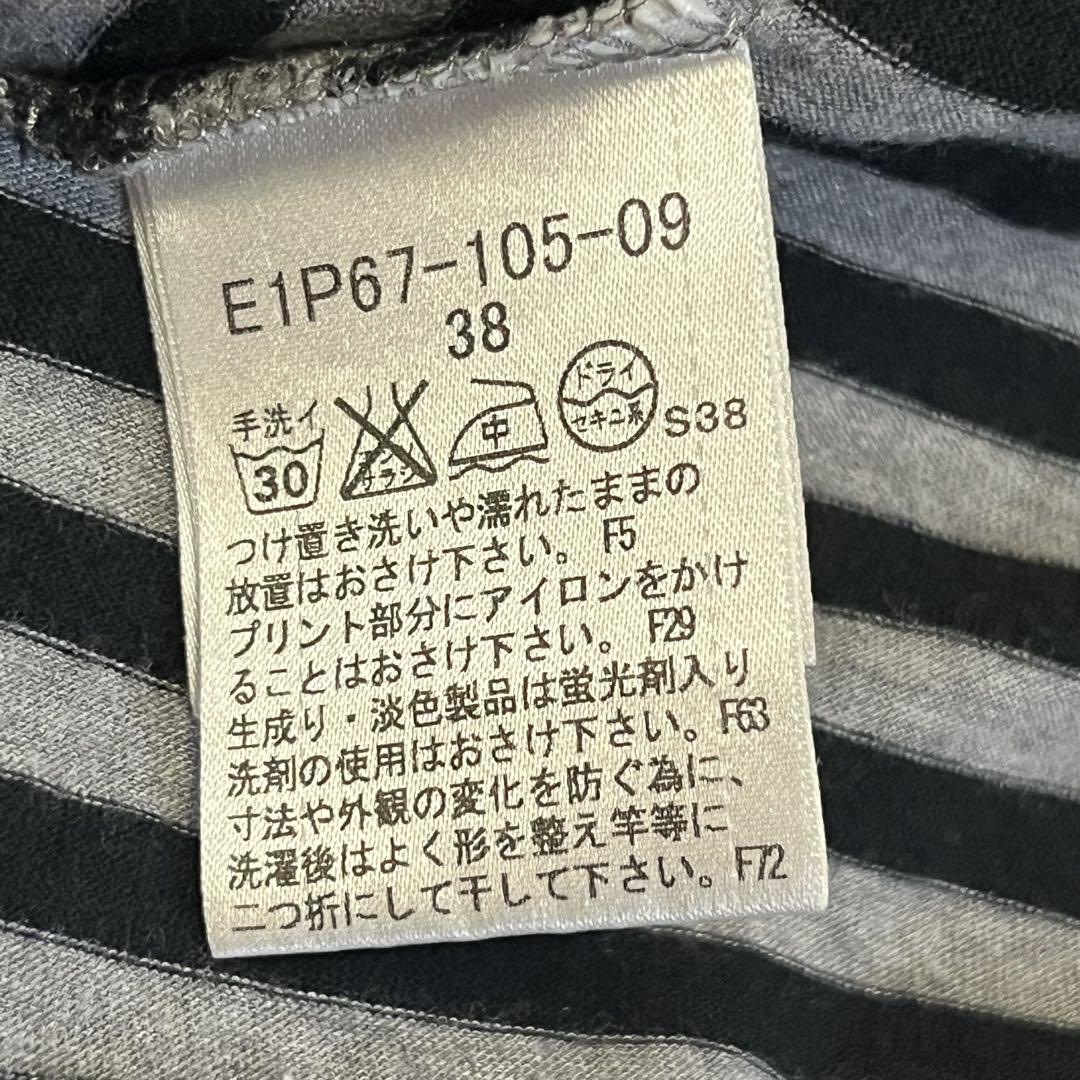 E1P67-105-09
38
手洗イ
30
エンソサラシ
中
ドライ
セキユ系
S38
つけ置き洗いや濡れたままの
放置はおさけ下さい。 F5
プリント部分にアイロンをかけ
ることはおさけ下さい。 F29
生成り・淡色製品は蛍光剤入り
洗剤の使用はおさけ下さい。 F63
寸法や外観の変化を防ぐ為に、
洗濯後はよく形を整え竿等に
二つ折にして干して下さい。 F72